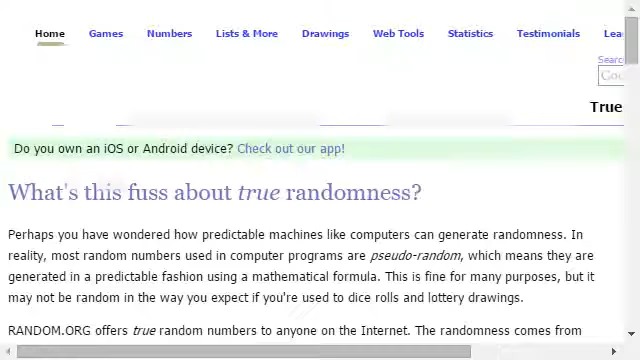 Home Games Numbers Lists & More Drawings Web Tools Statistics Testimonials
Search
True
Do you own an iOS or Android device? Check out our app!
What's this fuss about true randomness?
Perhaps you have wondered how predictable machines like computers can generate randomness. In
reality, most random numbers used in computer programs are pseudo-random, which means they are
generated in a predictable fashion using a mathematical formula. This is fine for many purposes, but it
may not be random in the way you expect if you're used to dice rolls and lottery drawings.
RANDOM.ORG offers true random numbers to anyone on the Internet. The randomness comes from